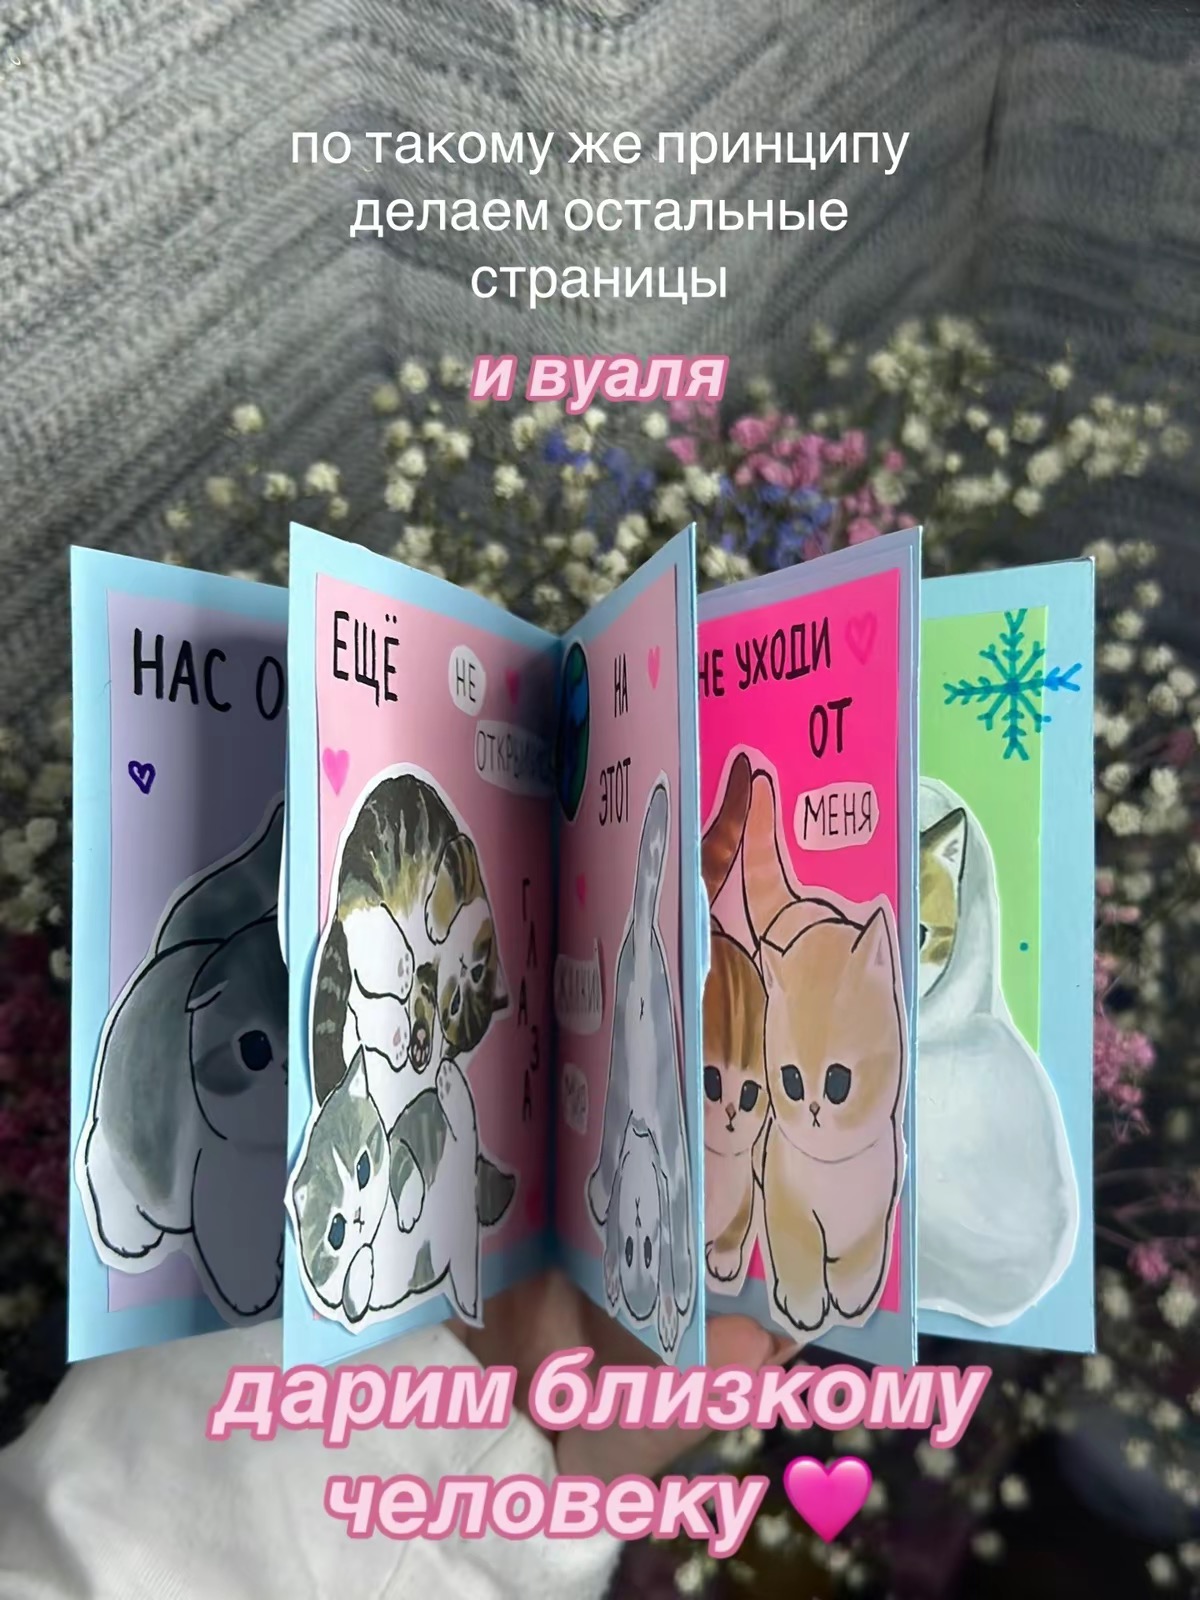 по такому же принципу
делаем остальные
страницы
и вуаля
НАС О
ЕЩЁ
НЕ
ГЛАЗА
НА
ЭТОТ
НЕ УХОДИ
ОТ
МЕНЯ
дарим близкому
человеку